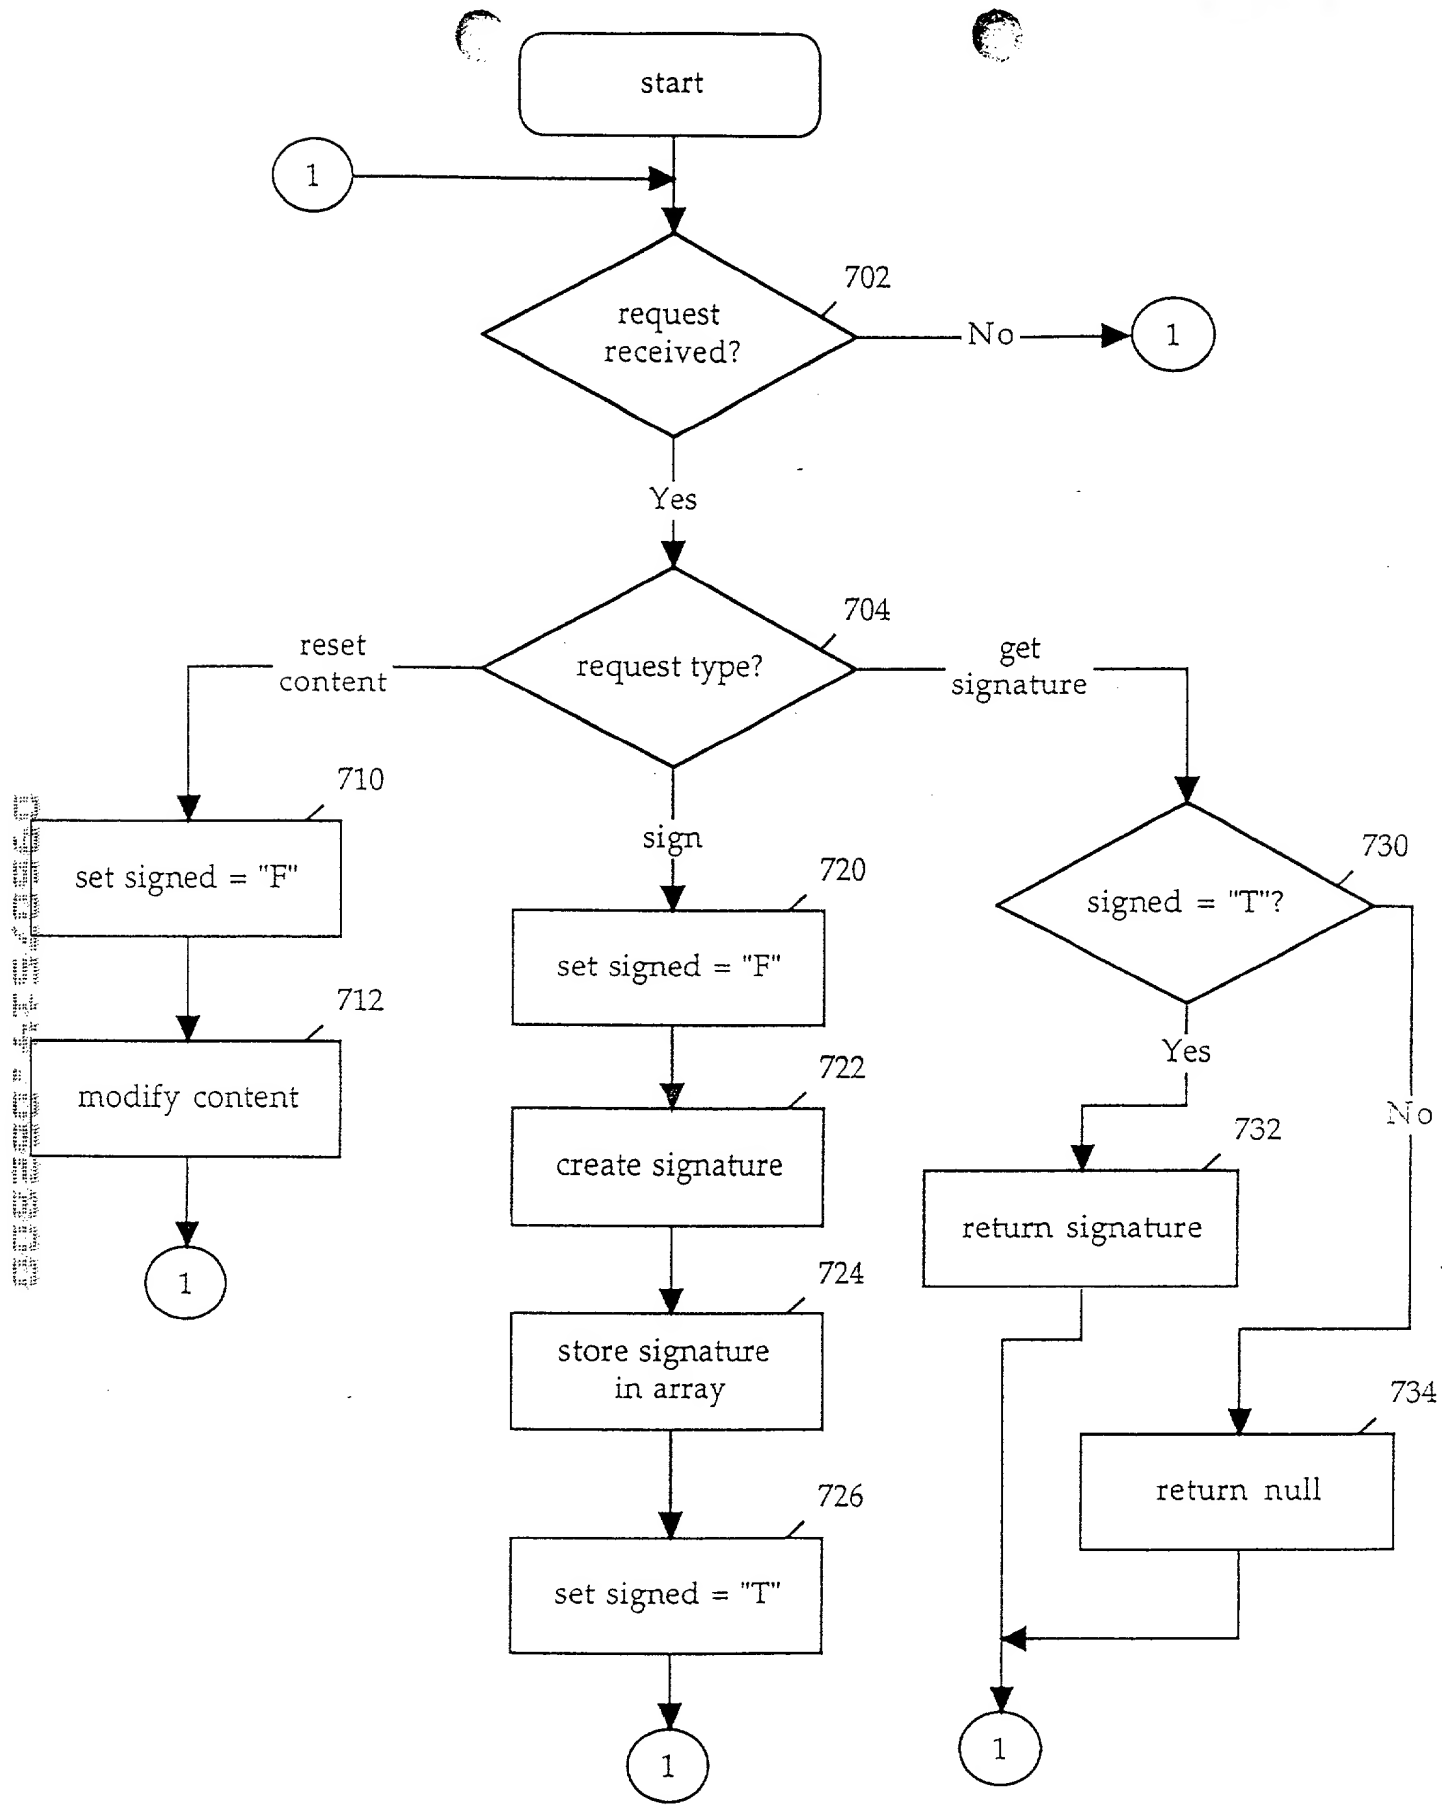 start
1
702
request
received?
No
1
Yes
704
request type?
reset
content
get
signature
710
set signed = "F"
sign
730
signed = "T"?
720
set signed = "F"
712
modify content
Yes
No
722
create signature
732
return signature
1
724
store signature
in array
734
return null
726
set signed = "T"
1
1